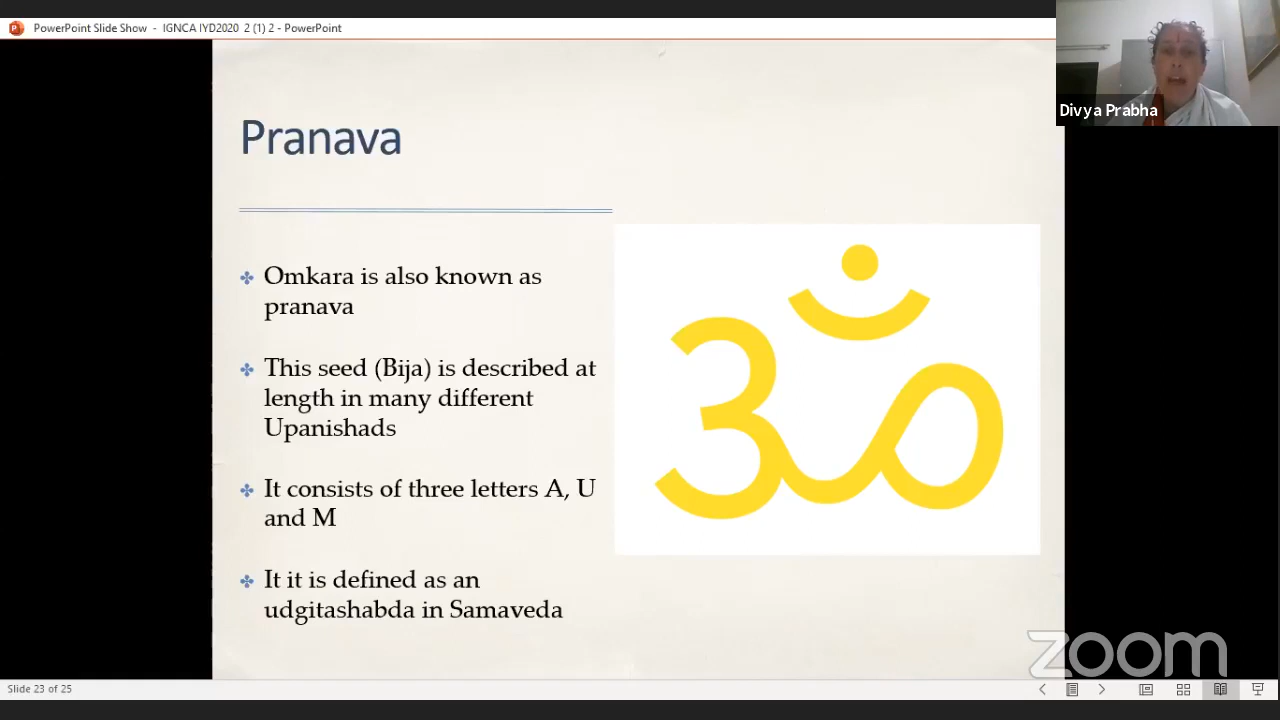 PowerPoint Slide Show - IGNCA IYD2020 2 (1) 2 - PowerPoint
Divya Prabha
Pranava
Omkara is also known as
pranava
This seed (Bija) is described at
length in many different
Upanishads
It consists of three letters A, U
and M
It it is defined as an
udgitashabda in Samaveda
ॐ
zoom
Slide 23 of 25